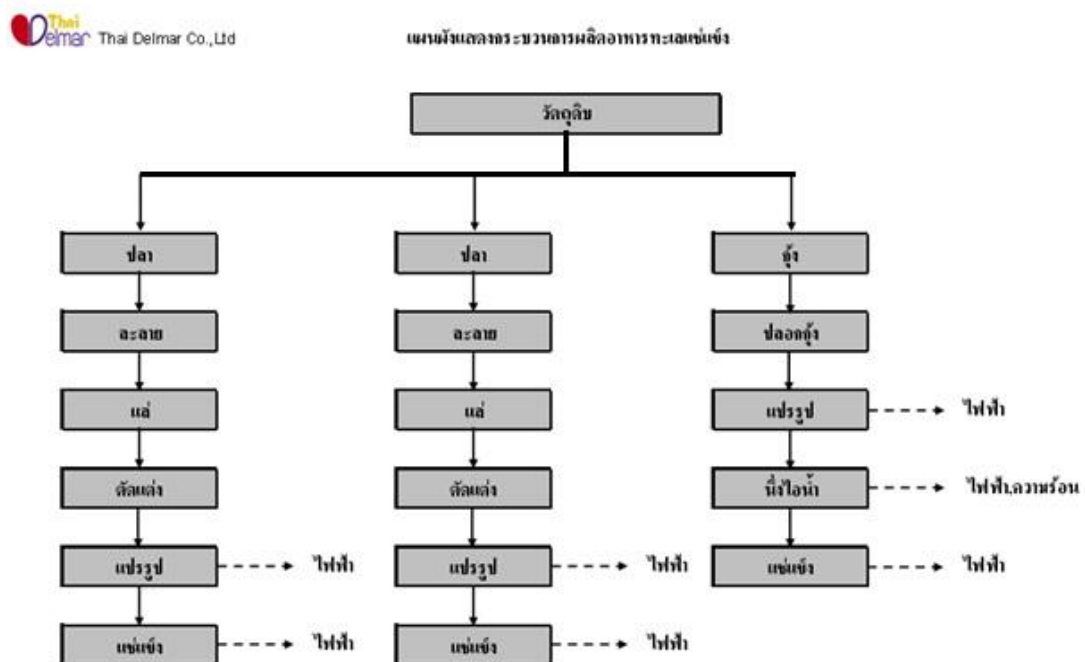 Thai Delmar Thai Delmar Co.,Ltd
แผนผังแสดงกระบวนการผลิตอาหารทะเลแช่แข็ง
วัตถุดิบ
ปลา ปลา กุ้ง
ละลาย ละลาย ปลอกกุ้ง
แล่ แล่ แปรรูป ไฟฟ้า
ตัดแต่ง ตัดแต่ง นึ่งไอน้ำ ไฟฟ้า,ความร้อน
แปรรูป ไฟฟ้า แปรรูป ไฟฟ้า แช่แข็ง ไฟฟ้า
แช่แข็ง ไฟฟ้า แช่แข็ง ไฟฟ้า